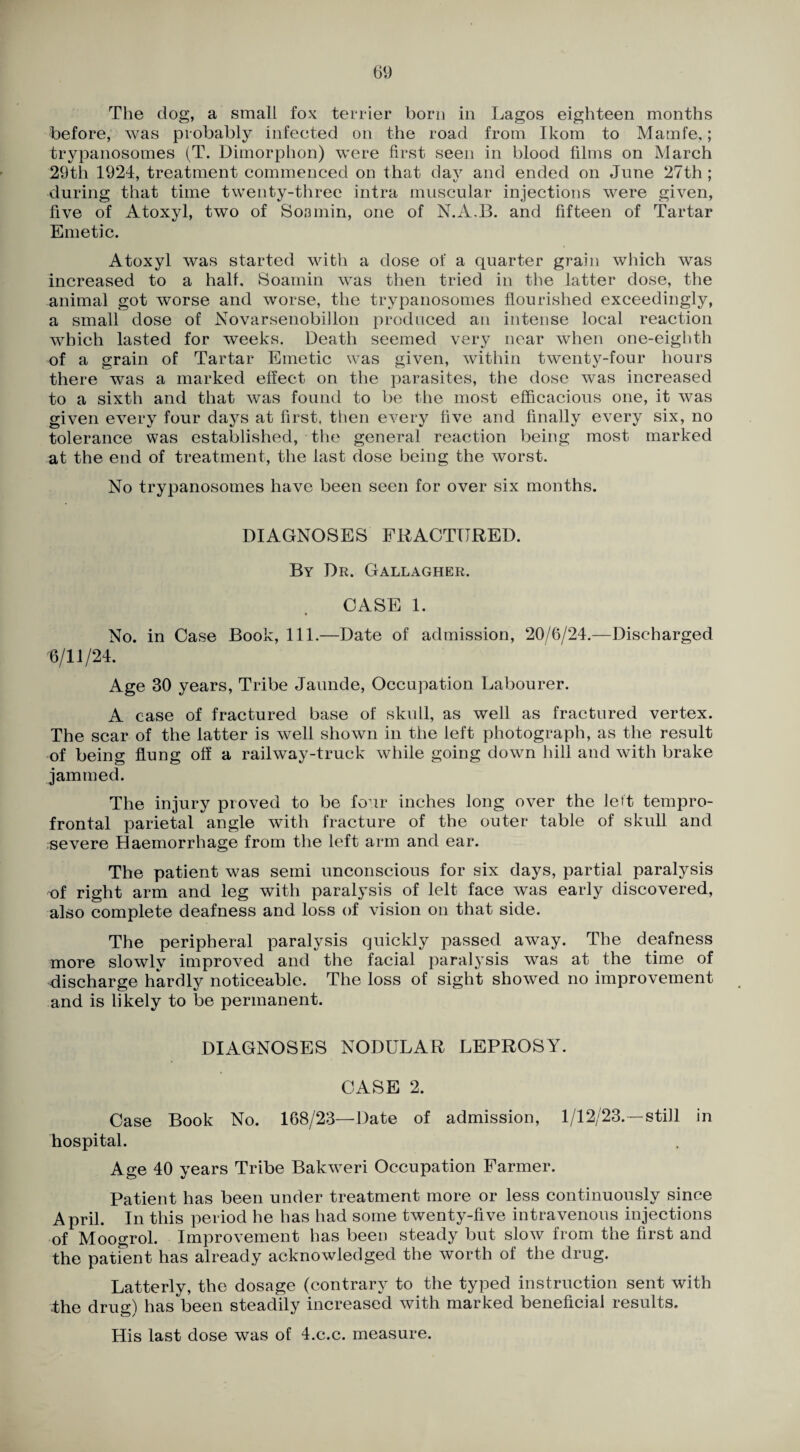 69
The dog, a small fox terrier born in Lagos eighteen months
before, was probably infected on the road from Ikom to Mamfe,;
trypanosomes (T. Dimorphon) were first seen in blood films on March
29th 1924, treatment commenced on that day and ended on June 27th;
during that time twenty-three intra muscular injections were given,
five of Atoxyl, two of Soamin, one of N.A.B. and fifteen of Tartar
Emetic.
Atoxyl was started with a dose of a quarter grain which was
increased to a half. Soamin was then tried in the latter dose, the
animal got worse and worse, the trypanosomes flourished exceedingly,
a small dose of Novarsenobillon produced an intense local reaction
which lasted for weeks. Death seemed very near when one-eighth
of a grain of Tartar Emetic was given, within twenty-four hours
there was a marked effect on the parasites, the dose was increased
to a sixth and that was found to be the most efficacious one, it was
given every four days at first, then every five and finally every six, no
tolerance was established, the general reaction being most marked
at the end of treatment, the last dose being the worst.
No trypanosomes have been seen for over six months.
DIAGNOSES FRACTURED.
By Dr. Gallagher.
CASE 1.
No. in Case Book, 111.—Date of admission, 20/6/24.—Discharged
6/11/24.
Age 30 years, Tribe Jaunde, Occupation Labourer.
A case of fractured base of skull, as well as fractured vertex.
The scar of the latter is well shown in the left photograph, as the result
of being flung off a railway-truck while going down hill and with brake
jammed.
The injury proved to be four inches long over the left tempro-
frontal parietal angle with fracture of the outer table of skull and
severe Haemorrhage from the left arm and ear.
The patient was semi unconscious for six days, partial paralysis
of right arm and leg with paralysis of lelt face was early discovered,
also complete deafness and loss of vision on that side.
The peripheral paralysis quickly passed away. The deafness
more slowly improved and the facial paralysis was at the time of
discharge hardly noticeable. The loss of sight showed no improvement
and is likely to be permanent.
DIAGNOSES NODULAR LEPROSY.
CASE 2.
Case Book No. 168/23—Date of admission, 1/12/23.—still in
hospital.
Age 40 years Tribe Bakweri Occupation Farmer.
Patient has been under treatment more or less continuously since
April. In this period he has had some twenty-five intravenous injections
of Moogrol. Improvement has been steady but slow from the first and
the patient has already acknowledged the worth of the drug.
Latterly, the dosage (contrary to the typed instruction sent with
the drug) has been steadily increased with marked beneficial results.
His last dose was of 4.c.c. measure.